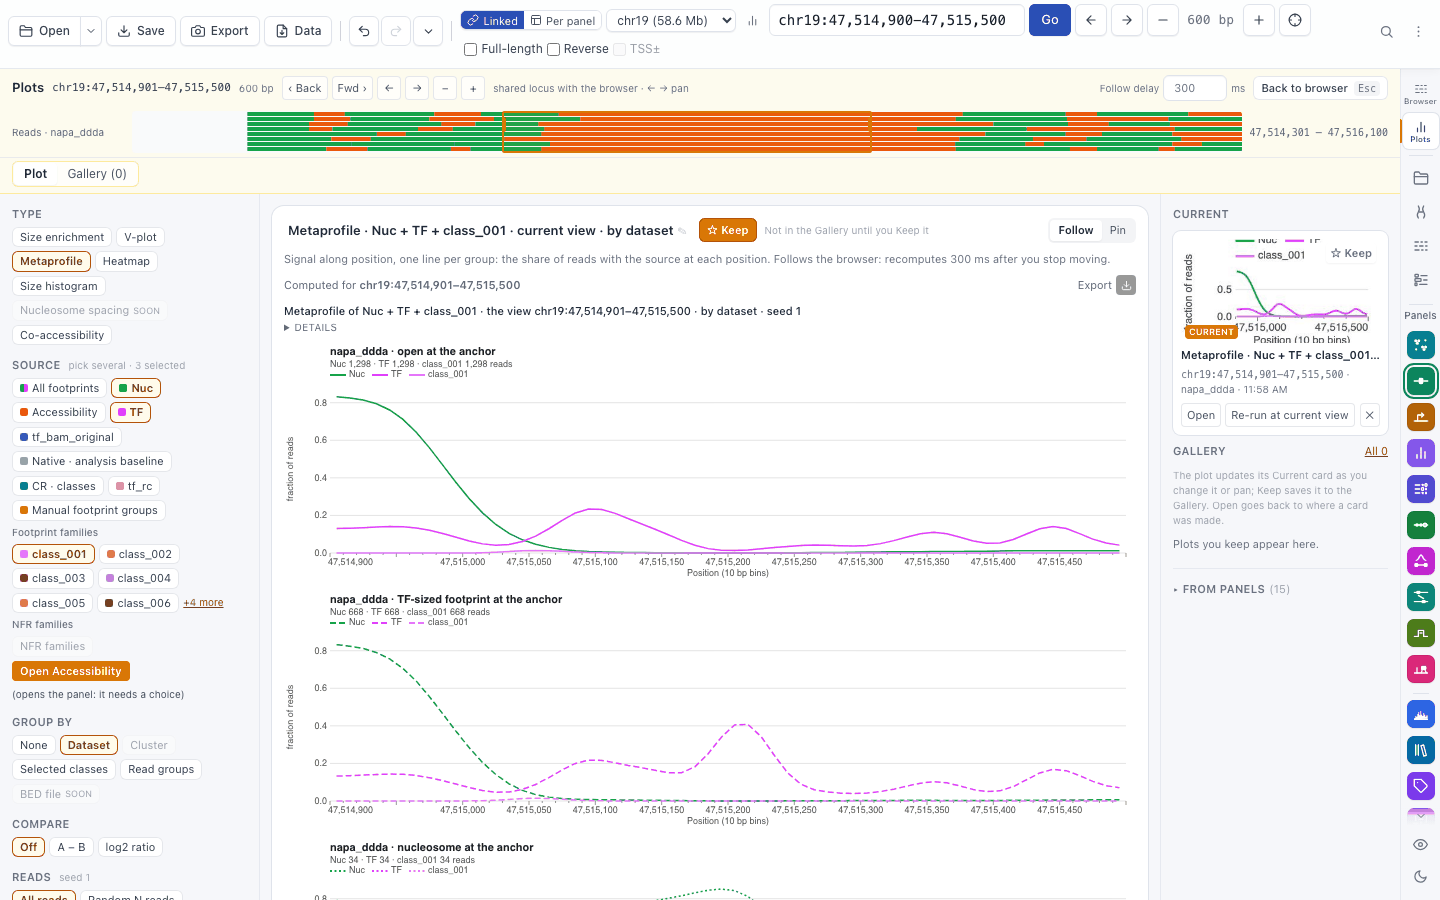 Open
Save
Export
Data
Linked
Per panel
chr19 (58.6 Mb)
chr19:47,514,900–47,515,500
Go
600 bp
Full-length
Reverse
TSS±
Plots chr19:47,514,901–47,515,500 600 bp
‹ Back
Fwd ›
← → − +
shared locus with the browser · ← → pan
Follow delay 300 ms
Back to browser Esc
Reads · napa_ddda
47,514,301 – 47,516,100
Plot
Gallery (0)
TYPE
Size enrichment
V-plot
Metaprofile
Heatmap
Size histogram
Nucleosome spacing SOON
Co-accessibility
SOURCE pick several · 3 selected
All footprints
Nuc
Accessibility
TF
tf_bam_original
Native · analysis baseline
CR · classes
tf_rc
Manual footprint groups
Footprint families
class_001
class_002
class_003
class_004
class_005
class_006
+4 more
NFR families
NFR families
Open Accessibility
(opens the panel: it needs a choice)
GROUP BY
None
Dataset
Cluster
Selected classes
Read groups
BED file SOON
COMPARE
Off
A − B
log2 ratio
READS seed 1
All reads
Random N reads
Metaprofile · Nuc + TF + class_001 · current view · by dataset
Keep
Not in the Gallery until you Keep it
Follow
Pin
Signal along position, one line per group: the share of reads with the source at each position. Follows the browser: recomputes 300 ms after you stop moving.
Computed for chr19:47,514,901–47,515,500
Export
Metaprofile of Nuc + TF + class_001 · the view chr19:47,514,901–47,515,500 · by dataset · seed 1
DETAILS
napa_ddda · open at the anchor
Nuc 1,298 · TF 1,298 · class_001 1,298 reads
Nuc TF class_001
0.8
0.6
0.4
0.2
0.0
fraction of reads
47,514,900 47,515,000 47,515,050 47,515,100 47,515,150 47,515,200 47,515,250 47,515,300 47,515,350 47,515,400 47,515,450
Position (10 bp bins)
napa_ddda · TF-sized footprint at the anchor
Nuc 668 · TF 668 · class_001 668 reads
Nuc TF class_001
0.8
0.6
0.4
0.2
0.0
fraction of reads
47,514,900 47,515,000 47,515,050 47,515,100 47,515,150 47,515,200 47,515,250 47,515,300 47,515,350 47,515,400 47,515,450
Position (10 bp bins)
napa_ddda · nucleosome at the anchor
Nuc 34 · TF 34 · class_001 34 reads
Nuc TF class_001
0.8
CURRENT
Nuc TF
class_001
Keep
fraction of reads
0.5
0.0
47,515,000 47,515,500
Position (10 bp bins)
CURRENT
Metaprofile · Nuc + TF + class_001...
chr19:47,514,901–47,515,500 ·
napa_ddda · 11:58 AM
Open
Re-run at current view
GALLERY
All 0
The plot updates its Current card as you
change it or pan; Keep saves it to the
Gallery. Open goes back to where a card
was made.
Plots you keep appear here.
FROM PANELS (15)
Browser
Plots
Panels